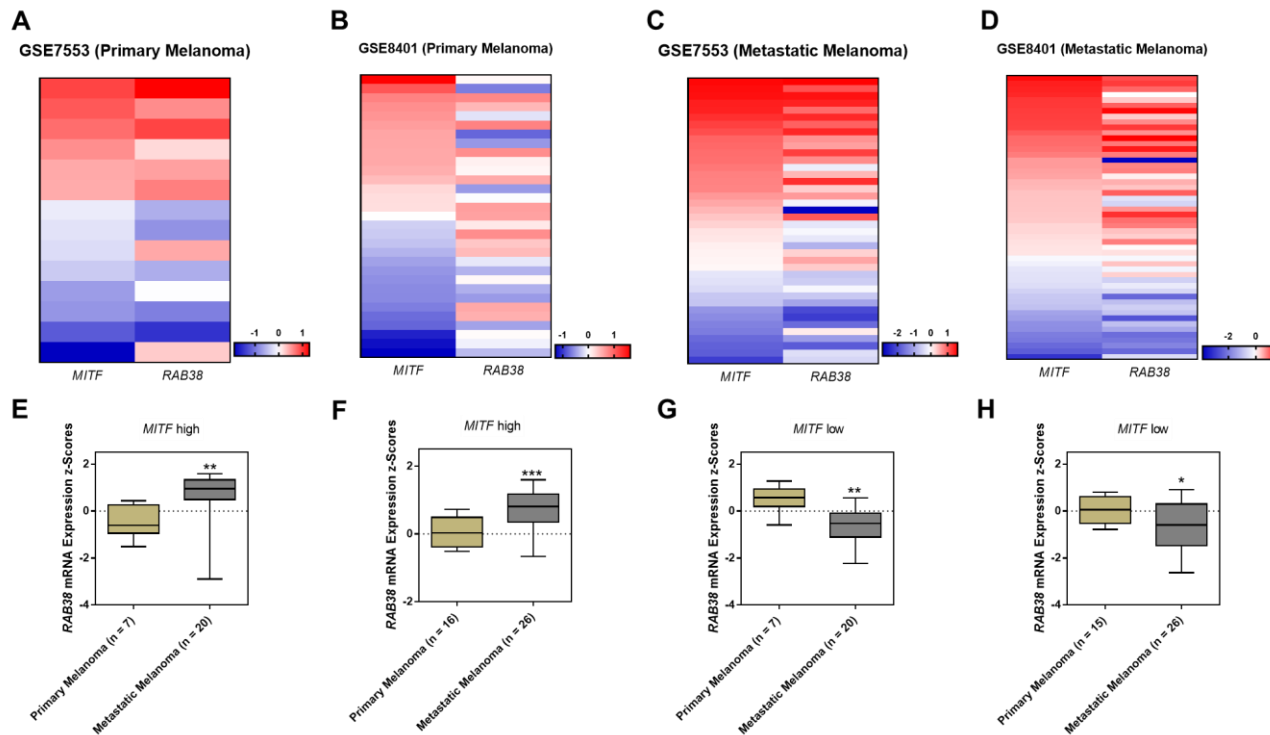 A
GSE7553 (Primary Melanoma)
MITF
RAB38
-1 0 1
B
GSE8401 (Primary Melanoma)
MITF
RAB38
-1 0 1
C
GSE7553 (Metastatic Melanoma)
MITF
RAB38
-2 -1 0 1
D
GSE8401 (Metastatic Melanoma)
MITF
RAB38
-2 0
E
MITF high
RAB38 mRNA Expression z-Scores
2
0
-2
-4
**
Primary Melanoma (n = 7)
Metastatic Melanoma (n = 20)
F
MITF high
RAB38 mRNA Expression z-Scores
2
0
-2
***
Primary Melanoma (n = 16)
Metastatic Melanoma (n = 26)
G
MITF low
RAB38 mRNA Expression z-Scores
2
0
-2
-4
**
Primary Melanoma (n = 7)
Metastatic Melanoma (n = 20)
H
MITF low
RAB38 mRNA Expression z-Scores
2
0
-2
-4
*
Primary Melanoma (n = 15)
Metastatic Melanoma (n = 26)